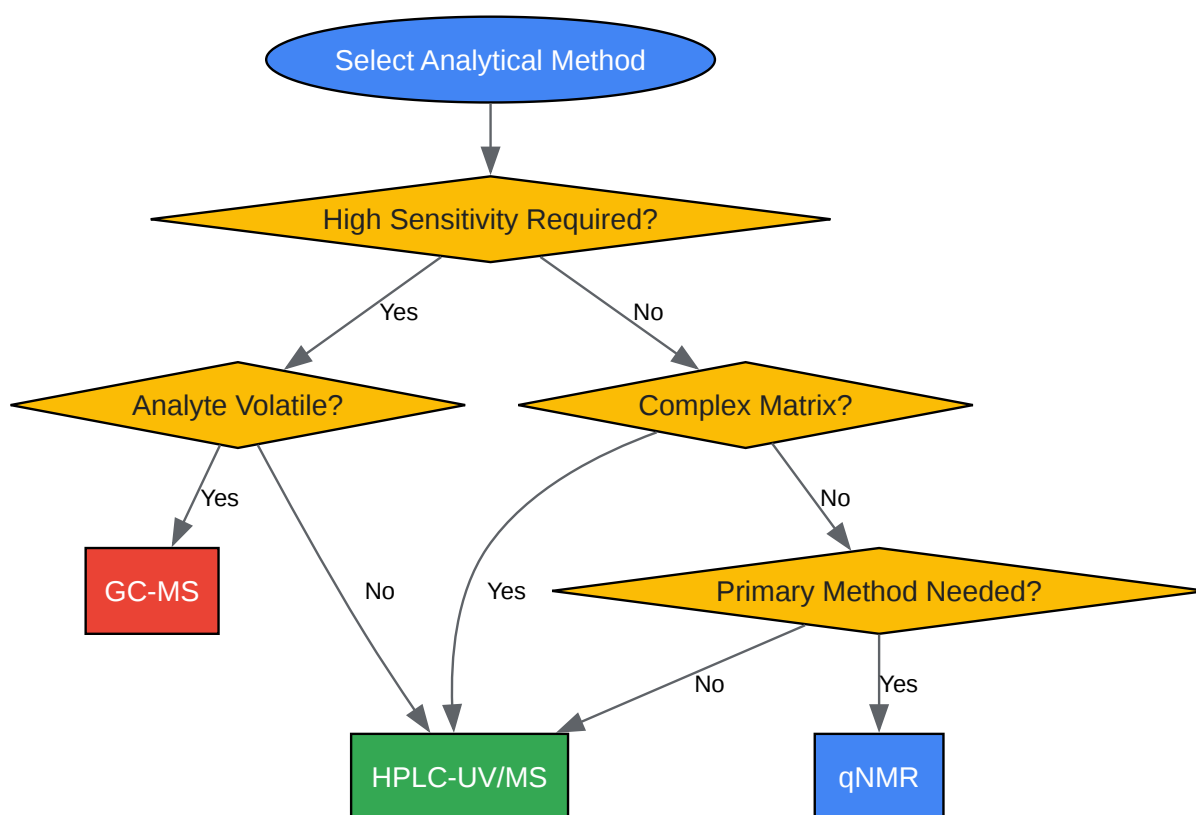 Select Analytical Method
High Sensitivity Required?
Yes
No
Analyte Volatile?
Complex Matrix?
Yes
No
GC-MS
No
Yes
Primary Method Needed?
No
Yes
HPLC-UV/MS
qNMR